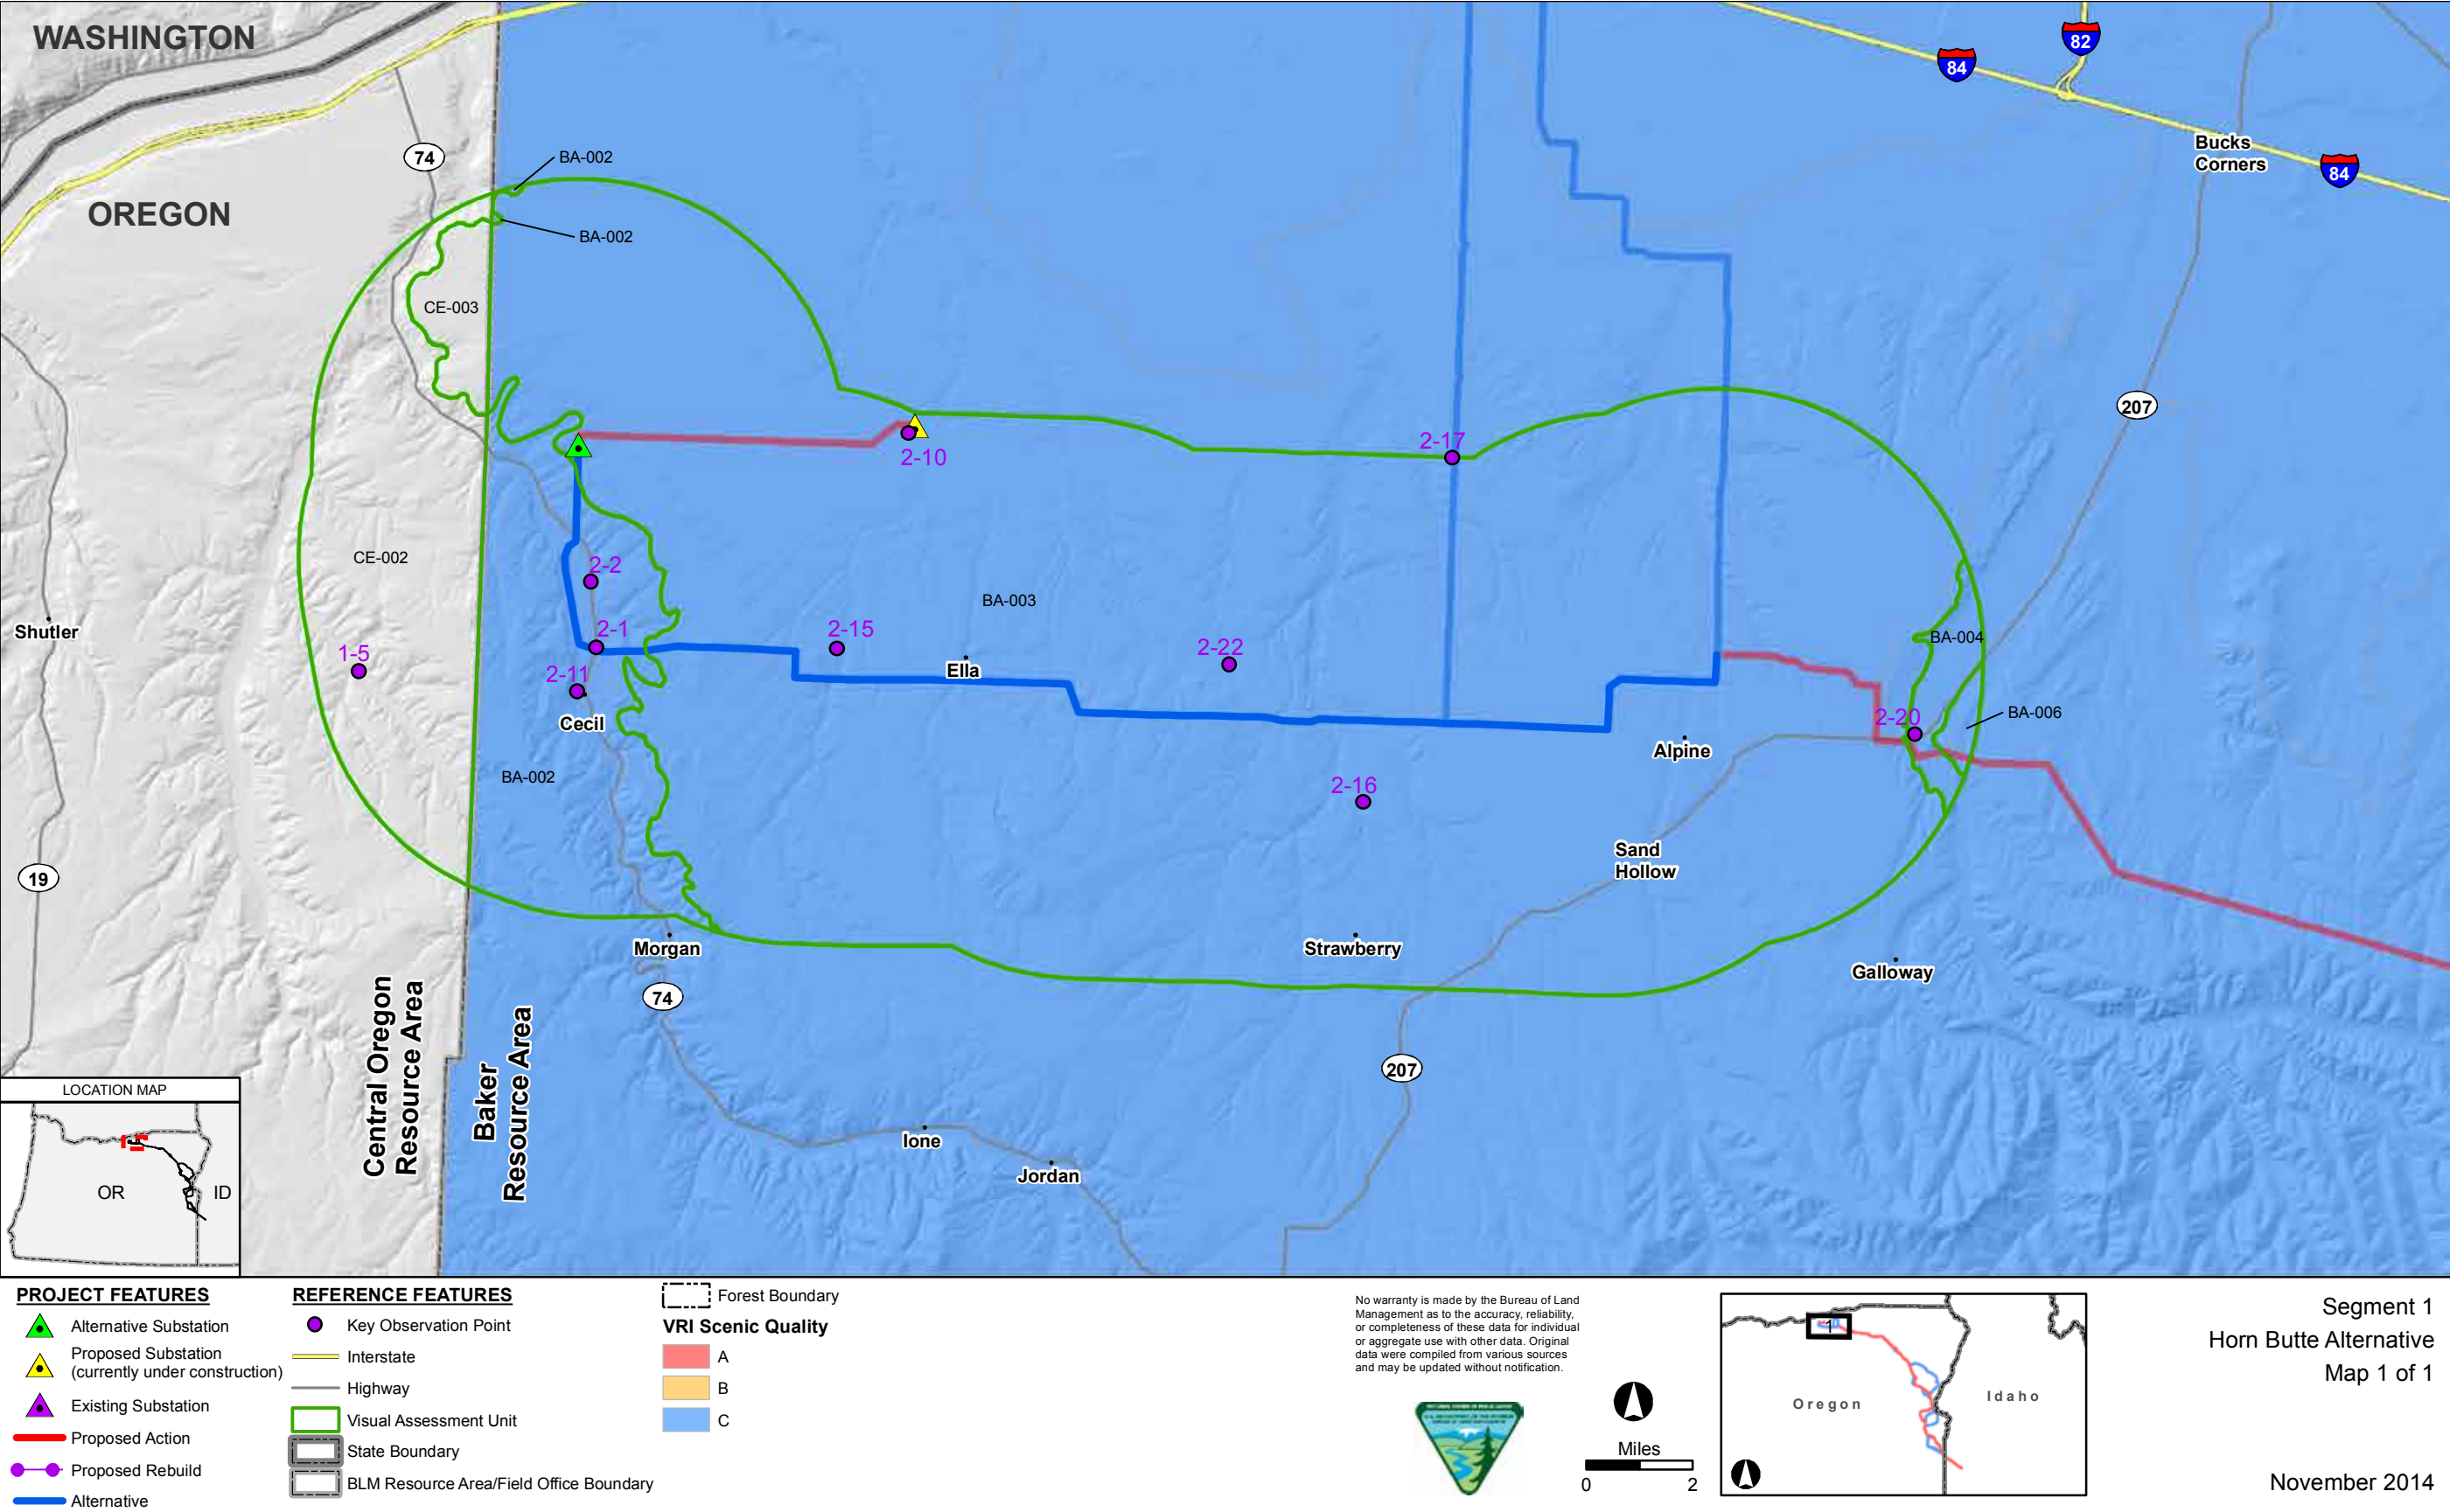 WASHINGTON
OREGON
74
BA-002
BA-002
CE-003
82
84
Bucks
Corners
84
207
2-10
2-17
CE-002
2-2
BA-003
BA-004
Shutler
2-1
2-15
2-22
1-5
Ella
2-11
Cecil
2-20
BA-006
Alpine
BA-002
2-16
Sand
Hollow
19
Morgan
Strawberry
Galloway
74
207
Central Oregon
Resource Area
Baker
Resource Area
Ione
Jordan
LOCATION MAP
OR
ID
PROJECT FEATURES
Alternative Substation
Proposed Substation
(currently under construction)
Existing Substation
Proposed Action
Proposed Rebuild
Alternative
REFERENCE FEATURES
Key Observation Point
Interstate
Highway
Visual Assessment Unit
State Boundary
BLM Resource Area/Field Office Boundary
Forest Boundary
VRI Scenic Quality
A
B
C
No warranty is made by the Bureau of Land
Management as to the accuracy, reliability,
or completeness of these data for individual
or aggregate use with other data. Original
data were compiled from various sources
and may be updated without notification.
Miles
0 2
1
Oregon
Idaho
Segment 1
Horn Butte Alternative
Map 1 of 1
November 2014